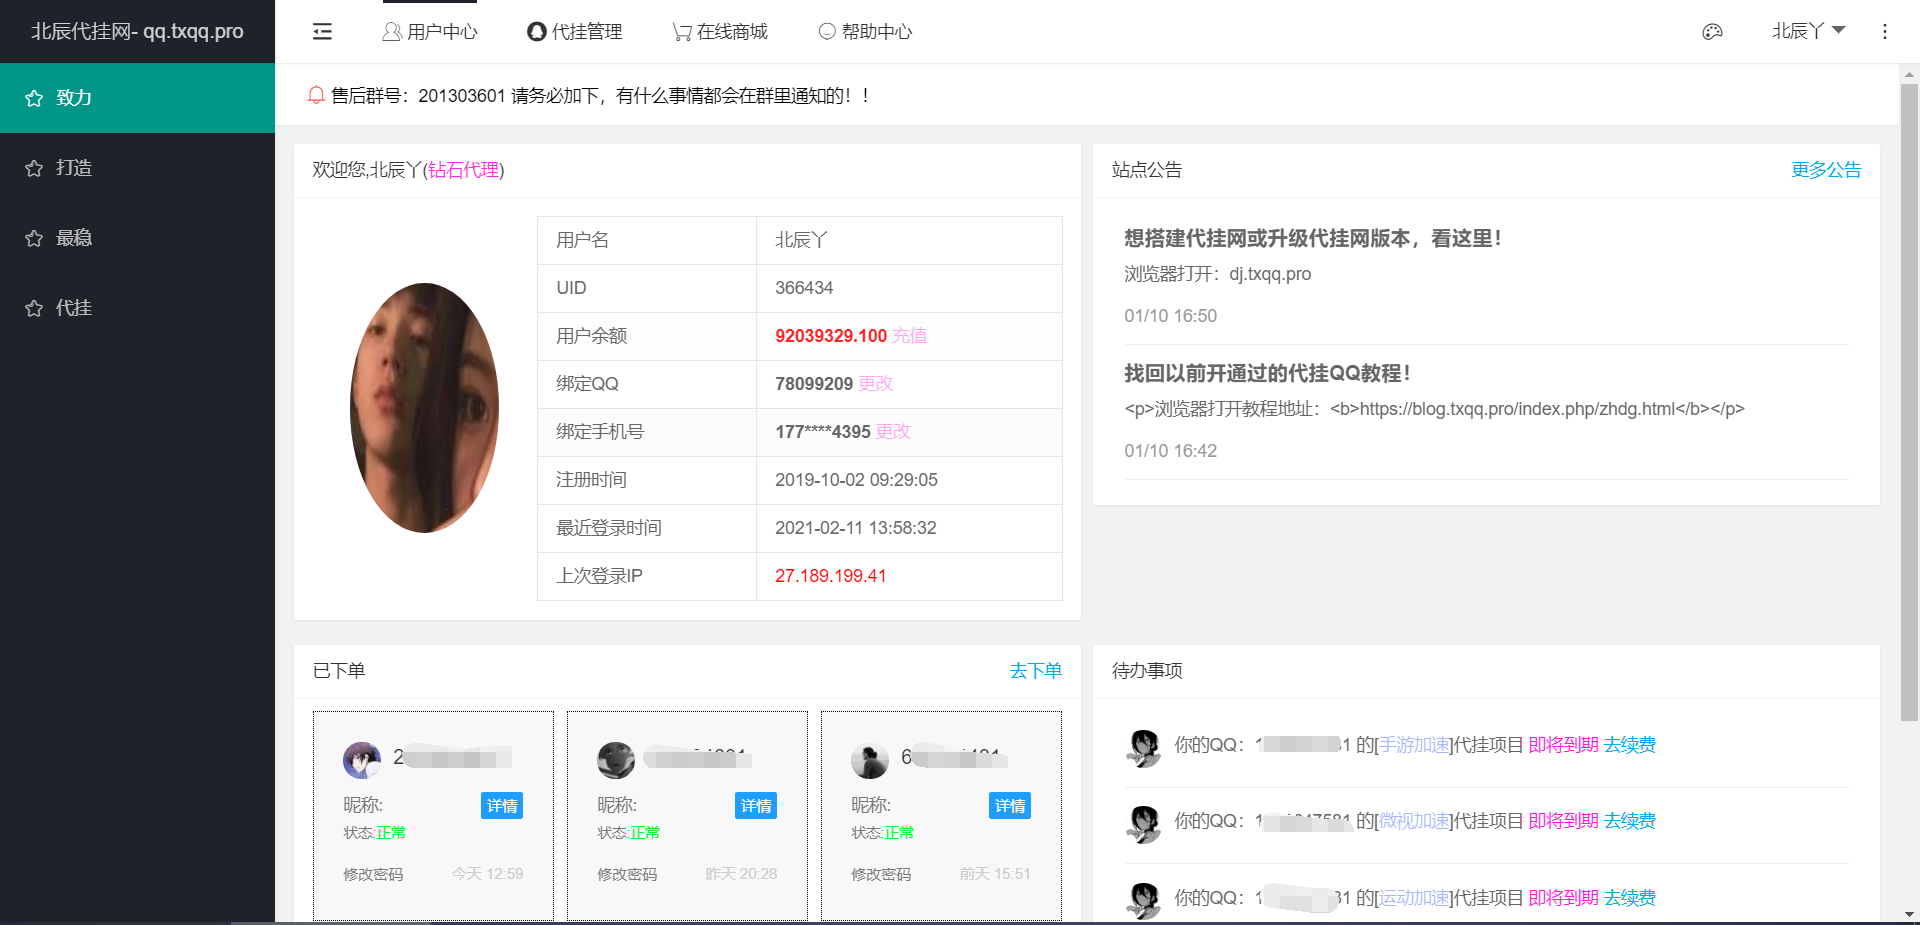 北辰代挂网- qq.txqq.pro
用户中心
代挂管理
在线商城
帮助中心
北辰丫
致力
打造
最稳
代挂
售后群号：201303601 请务必加下，有什么事情都会在群里通知的！！
欢迎您,北辰丫(钻石代理)
用户名 北辰丫
UID 366434
用户余额 92039329.100 充值
绑定QQ 78099209 更改
绑定手机号 177****4395 更改
注册时间 2019-10-02 09:29:05
最近登录时间 2021-02-11 13:58:32
上次登录IP 27.189.199.41
站点公告 更多公告
想搭建代挂网或升级代挂网版本，看这里！
浏览器打开：dj.txqq.pro
01/10 16:50
找回以前开通过的代挂QQ教程！
<p>浏览器打开教程地址：<b>https://blog.txqq.pro/index.php/zhdg.html</b></p>
01/10 16:42
已下单 去下单
2
昵称: 详情
状态:正常
修改密码 今天 12:59
昵称: 详情
状态:正常
修改密码 昨天 20:28
6
昵称: 详情
状态:正常
修改密码 前天 15:51
待办事项
你的QQ：1 1 的[手游加速]代挂项目 即将到期 去续费
你的QQ：1 的[微视加速]代挂项目 即将到期 去续费
你的QQ：1 31 的[运动加速]代挂项目 即将到期 去续费